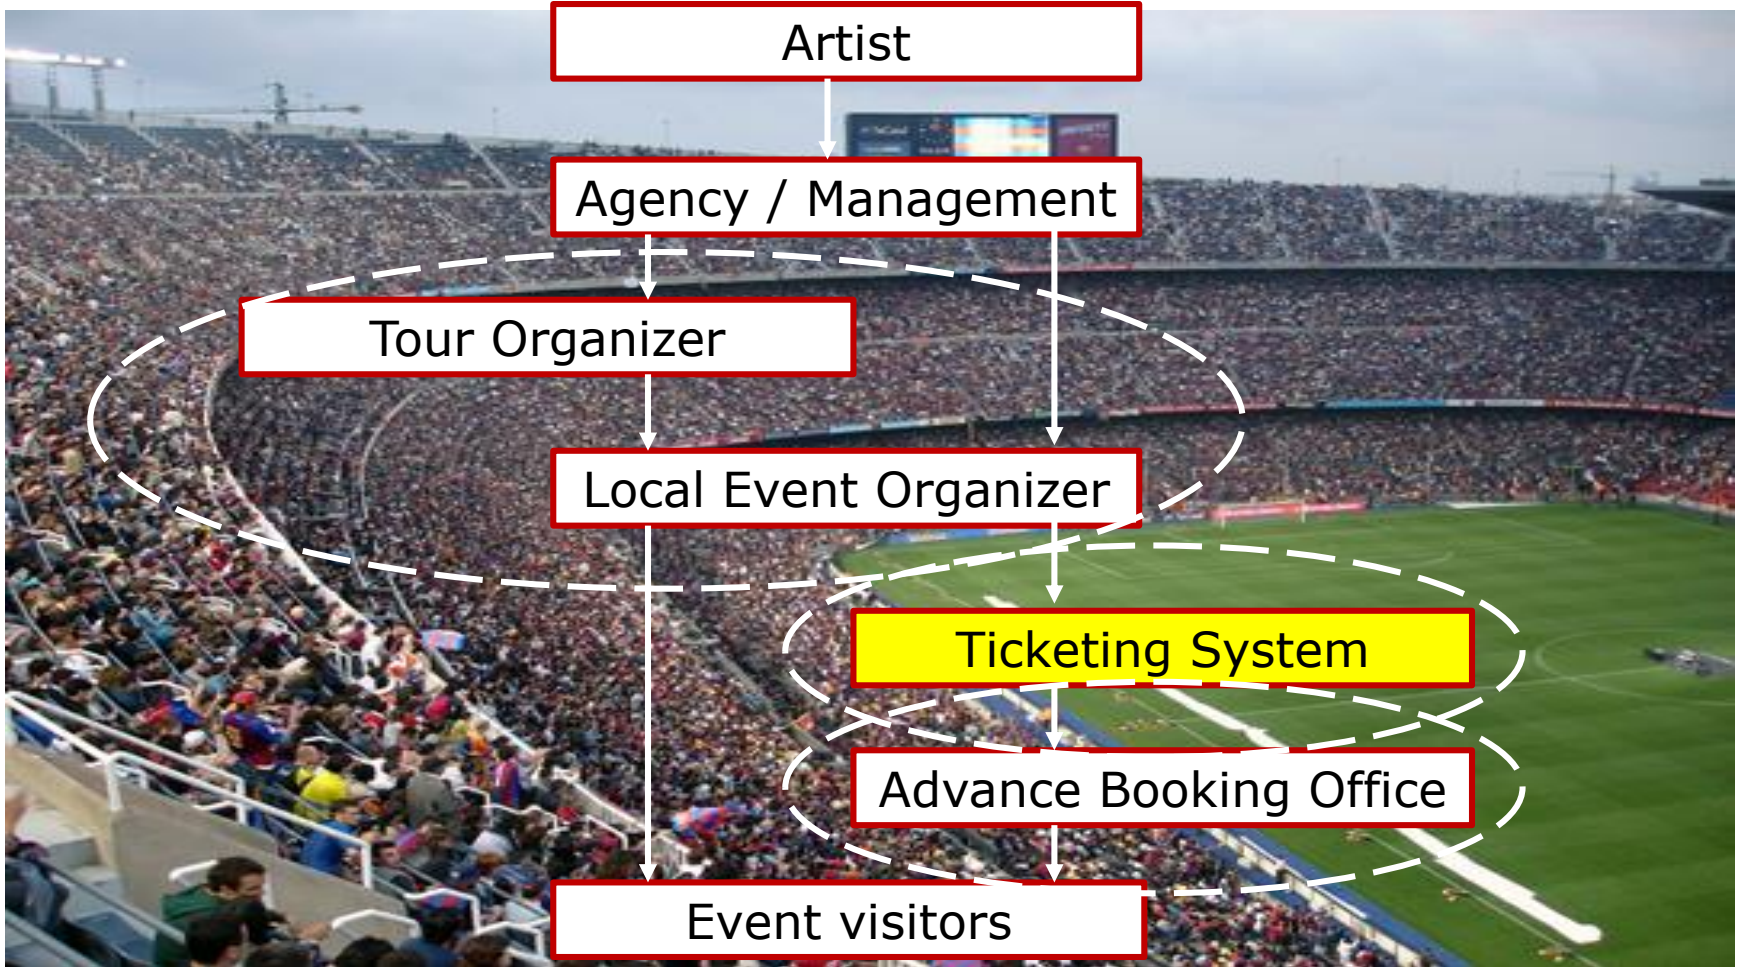 Artist
Agency / Management
Tour Organizer
Local Event Organizer
Ticketing System
Advance Booking Office
Event visitors